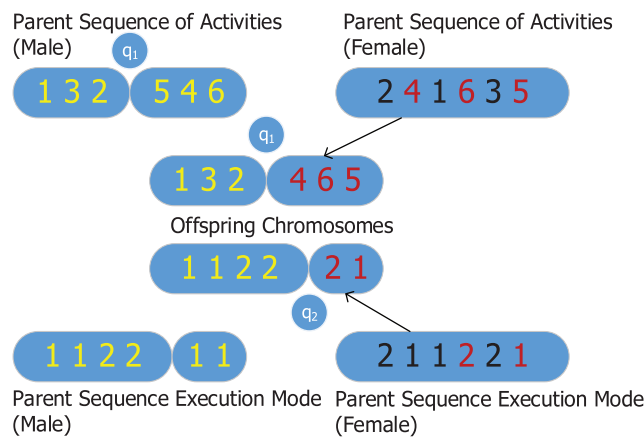 Parent Sequence of Activities
(Male)
q1
1 3 2 5 4 6
Parent Sequence of Activities
(Female)
2 4 1 6 3 5
q1
1 3 2 4 6 5
Offspring Chromosomes
1 1 2 2 2 1
q2
1 1 2 2 1 1
Parent Sequence Execution Mode
(Male)
2 1 1 2 2 1
Parent Sequence Execution Mode
(Female)